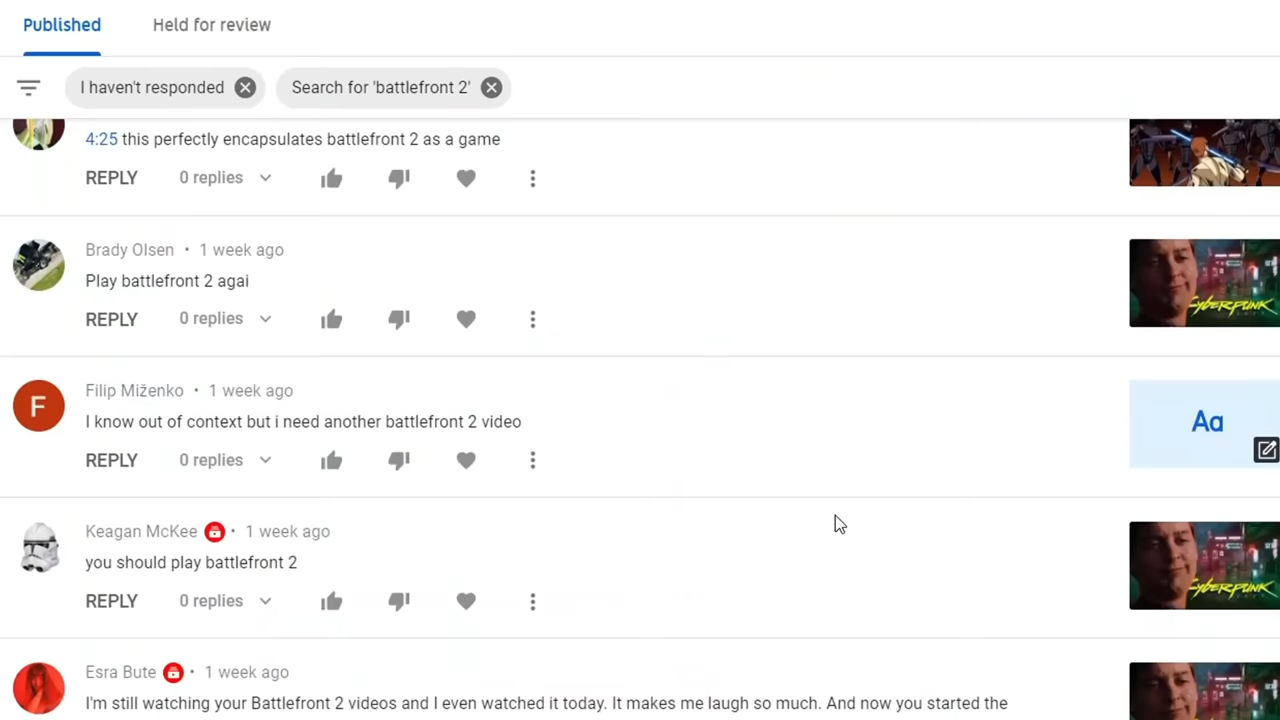 Published Held for review
I haven't responded Search for 'battlefront 2'
4:25 this perfectly encapsulates battlefront 2 as a game
REPLY 0 replies
Brady Olsen • 1 week ago
Play battlefront 2 agai
REPLY 0 replies
CYBERPUNK
Filip Miženko • 1 week ago
F
I know out of context but i need another battlefront 2 video
Aa
REPLY 0 replies
Keagan McKee • 1 week ago
you should play battlefront 2
REPLY 0 replies
CYBERPUNK
Esra Bute • 1 week ago
I'm still watching your Battlefront 2 videos and I even watched it today. It makes me laugh so much. And now you started the